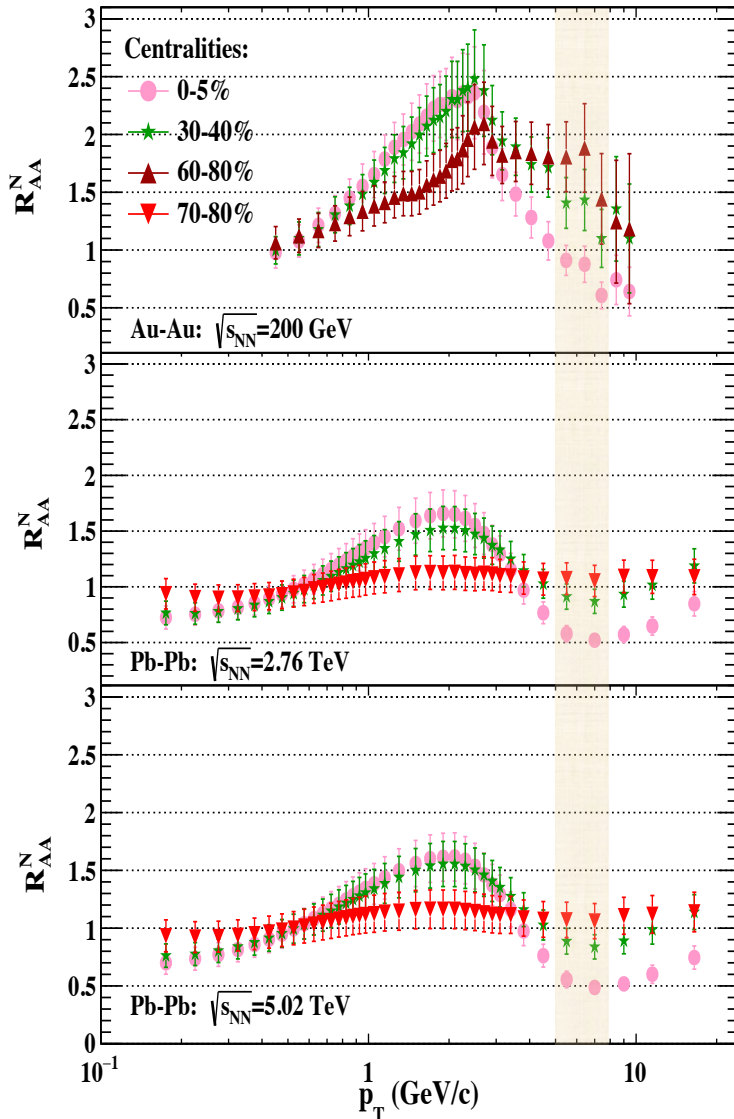 3
Centralities:
2.5
0-5%
30-40%
2
60-80%
R_AA^N
1.5
70-80%
1
0.5
Au-Au: √s_NN=200 GeV
3
2.5
2
R_AA^N
1.5
1
0.5
Pb-Pb: √s_NN=2.76 TeV
3
2.5
2
R_AA^N
1.5
1
0.5
Pb-Pb: √s_NN=5.02 TeV
0
10^−1 1 10
p_T (GeV/c)